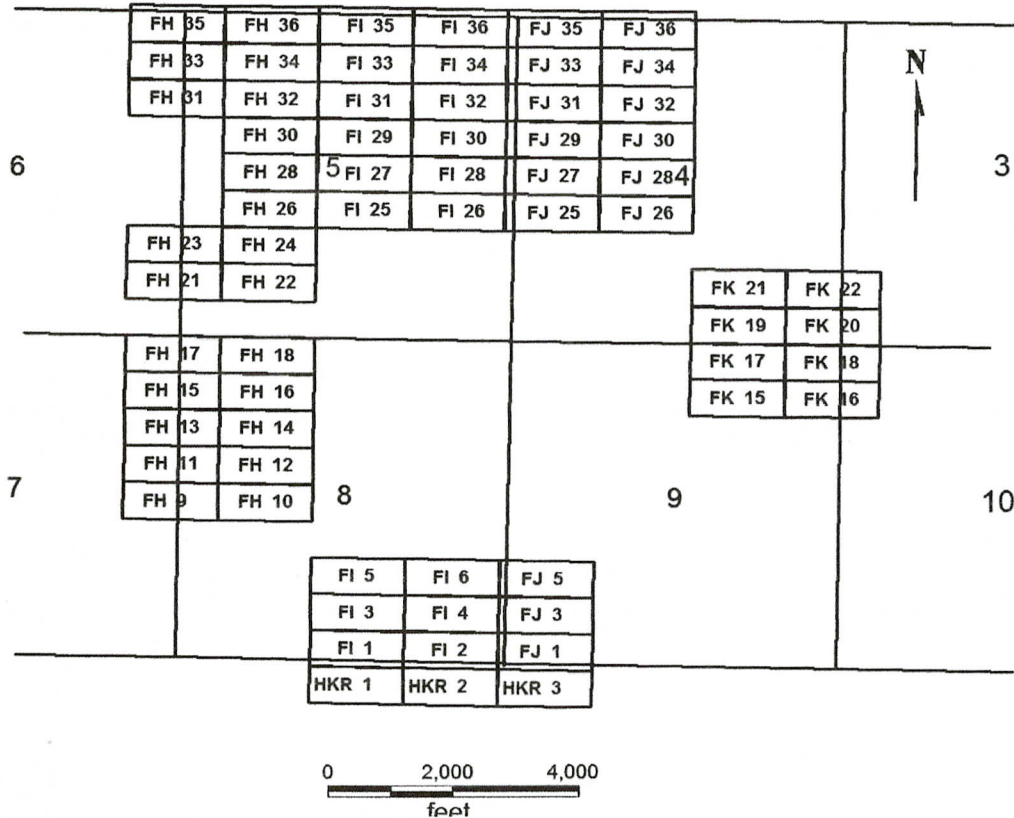 FH 35 FH 36 FI 35 FI 36 FJ 35 FJ 36
FH 33 FH 34 FI 33 FI 34 FJ 33 FJ 34
N
FH 31 FH 32 FI 31 FI 32 FJ 31 FJ 32
FH 30 FI 29 FI 30 FJ 29 FJ 30
6 FH 28 5 FI 27 FI 28 FJ 27 FJ 28 4 3
FH 26 FI 25 FI 26 FJ 25 FJ 26
FH 23 FH 24
FH 21 FH 22
FK 21 FK 22
FK 19 FK 20
FH 17 FH 18
FK 17 FK 18
FH 15 FH 16
FK 15 FK 16
FH 13 FH 14
FH 11 FH 12
7 FH 9 FH 10 8 9 10
FI 5 FI 6 FJ 5
FI 3 FI 4 FJ 3
FI 1 FI 2 FJ 1
HKR 1 HKR 2 HKR 3
0 2,000 4,000
feet